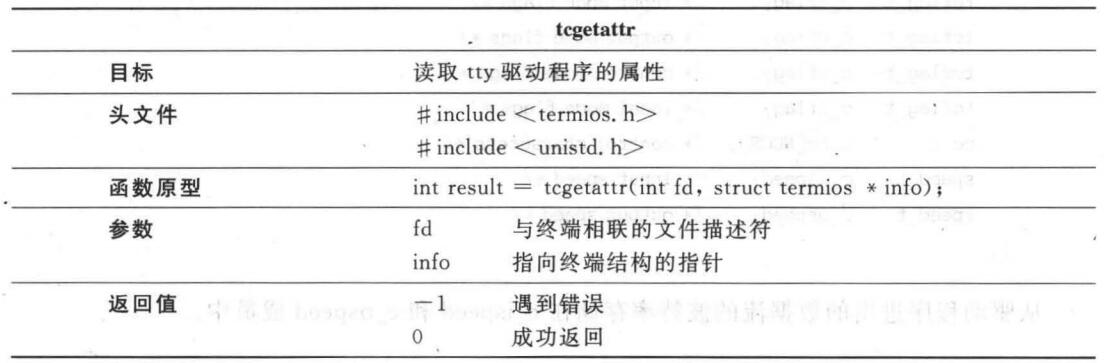 tcgetattr
目标 读取 tty 驱动程序的属性
头文件 #include <termios.h>
#include <unistd.h>
函数原型 int result = tcgetattr(int fd, struct termios * info);
参数 fd 与终端相联的文件描述符
info 指向终端结构的指针
返回值 -1 遇到错误
0 成功返回